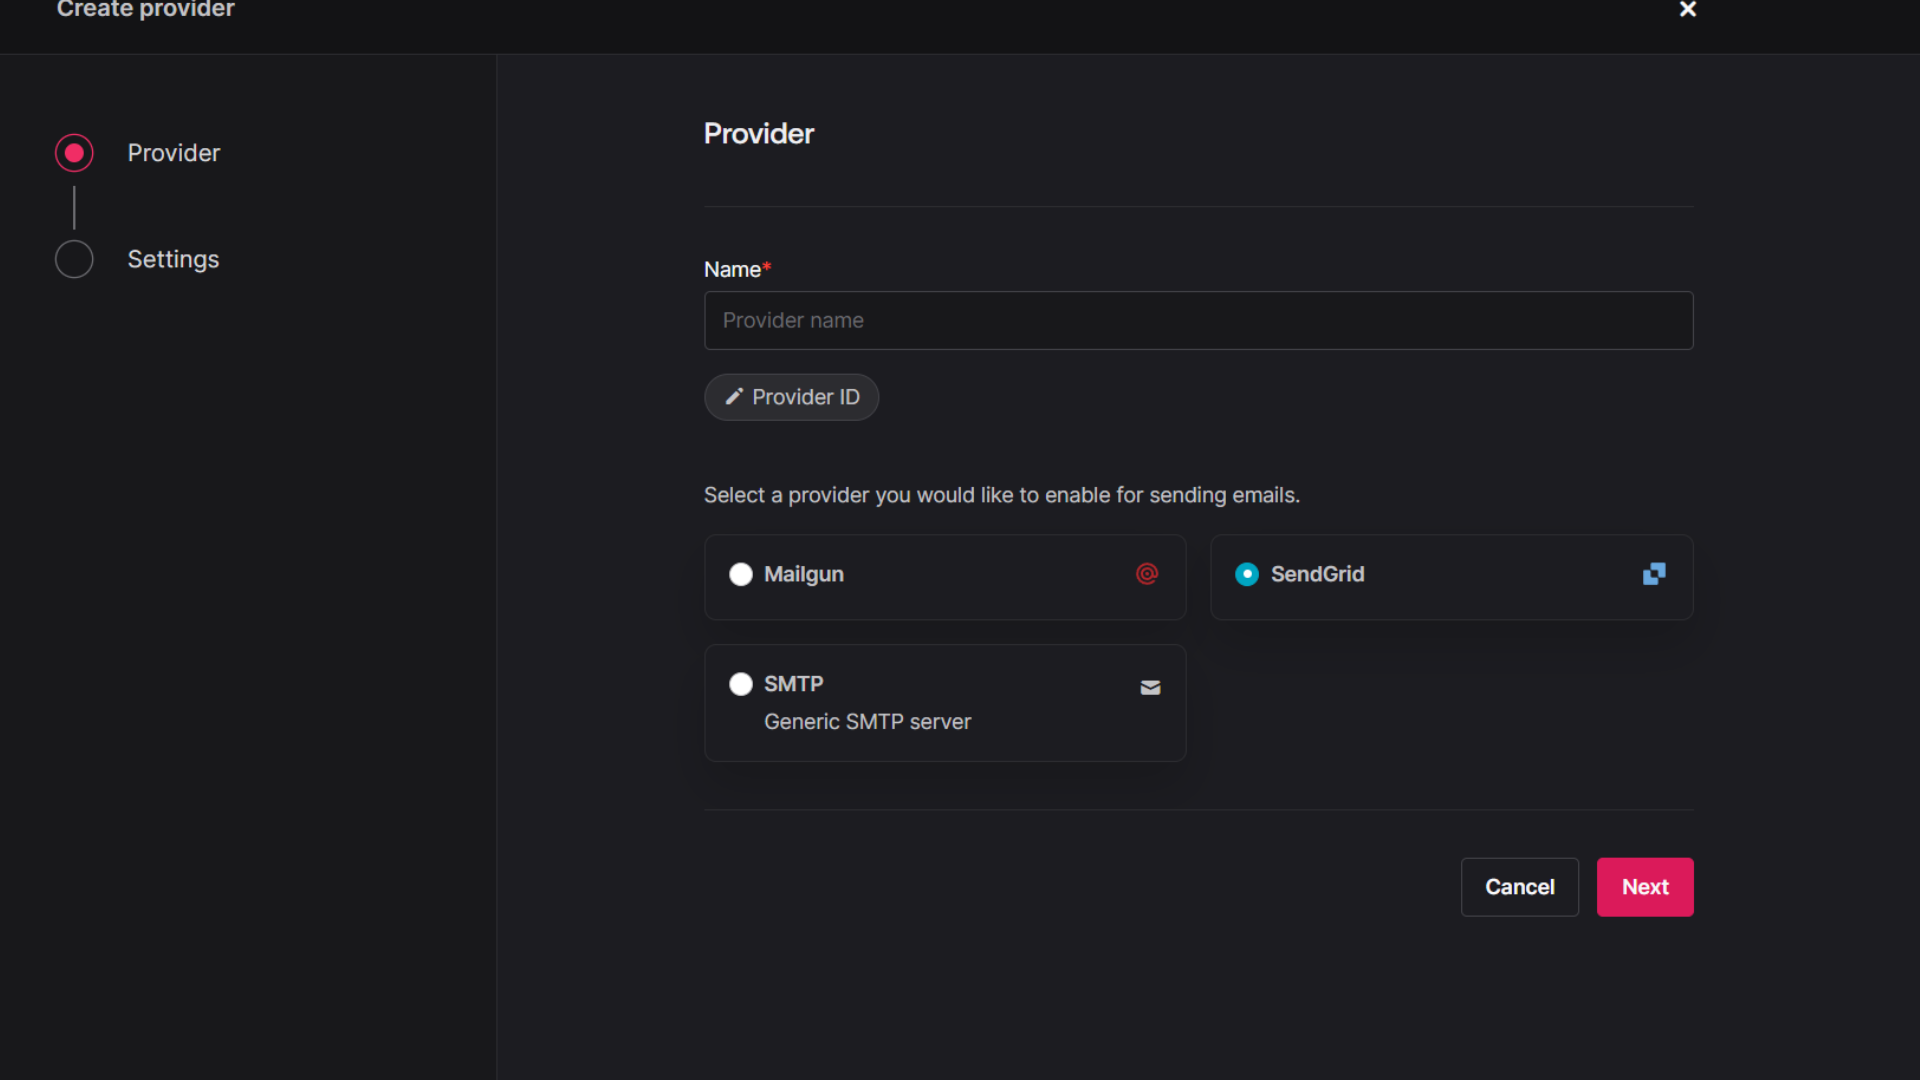 Create provider
Provider
Settings
Provider
Name*
Provider name
Provider ID
Select a provider you would like to enable for sending emails.
Mailgun
SendGrid
SMTP
Generic SMTP server
Cancel
Next